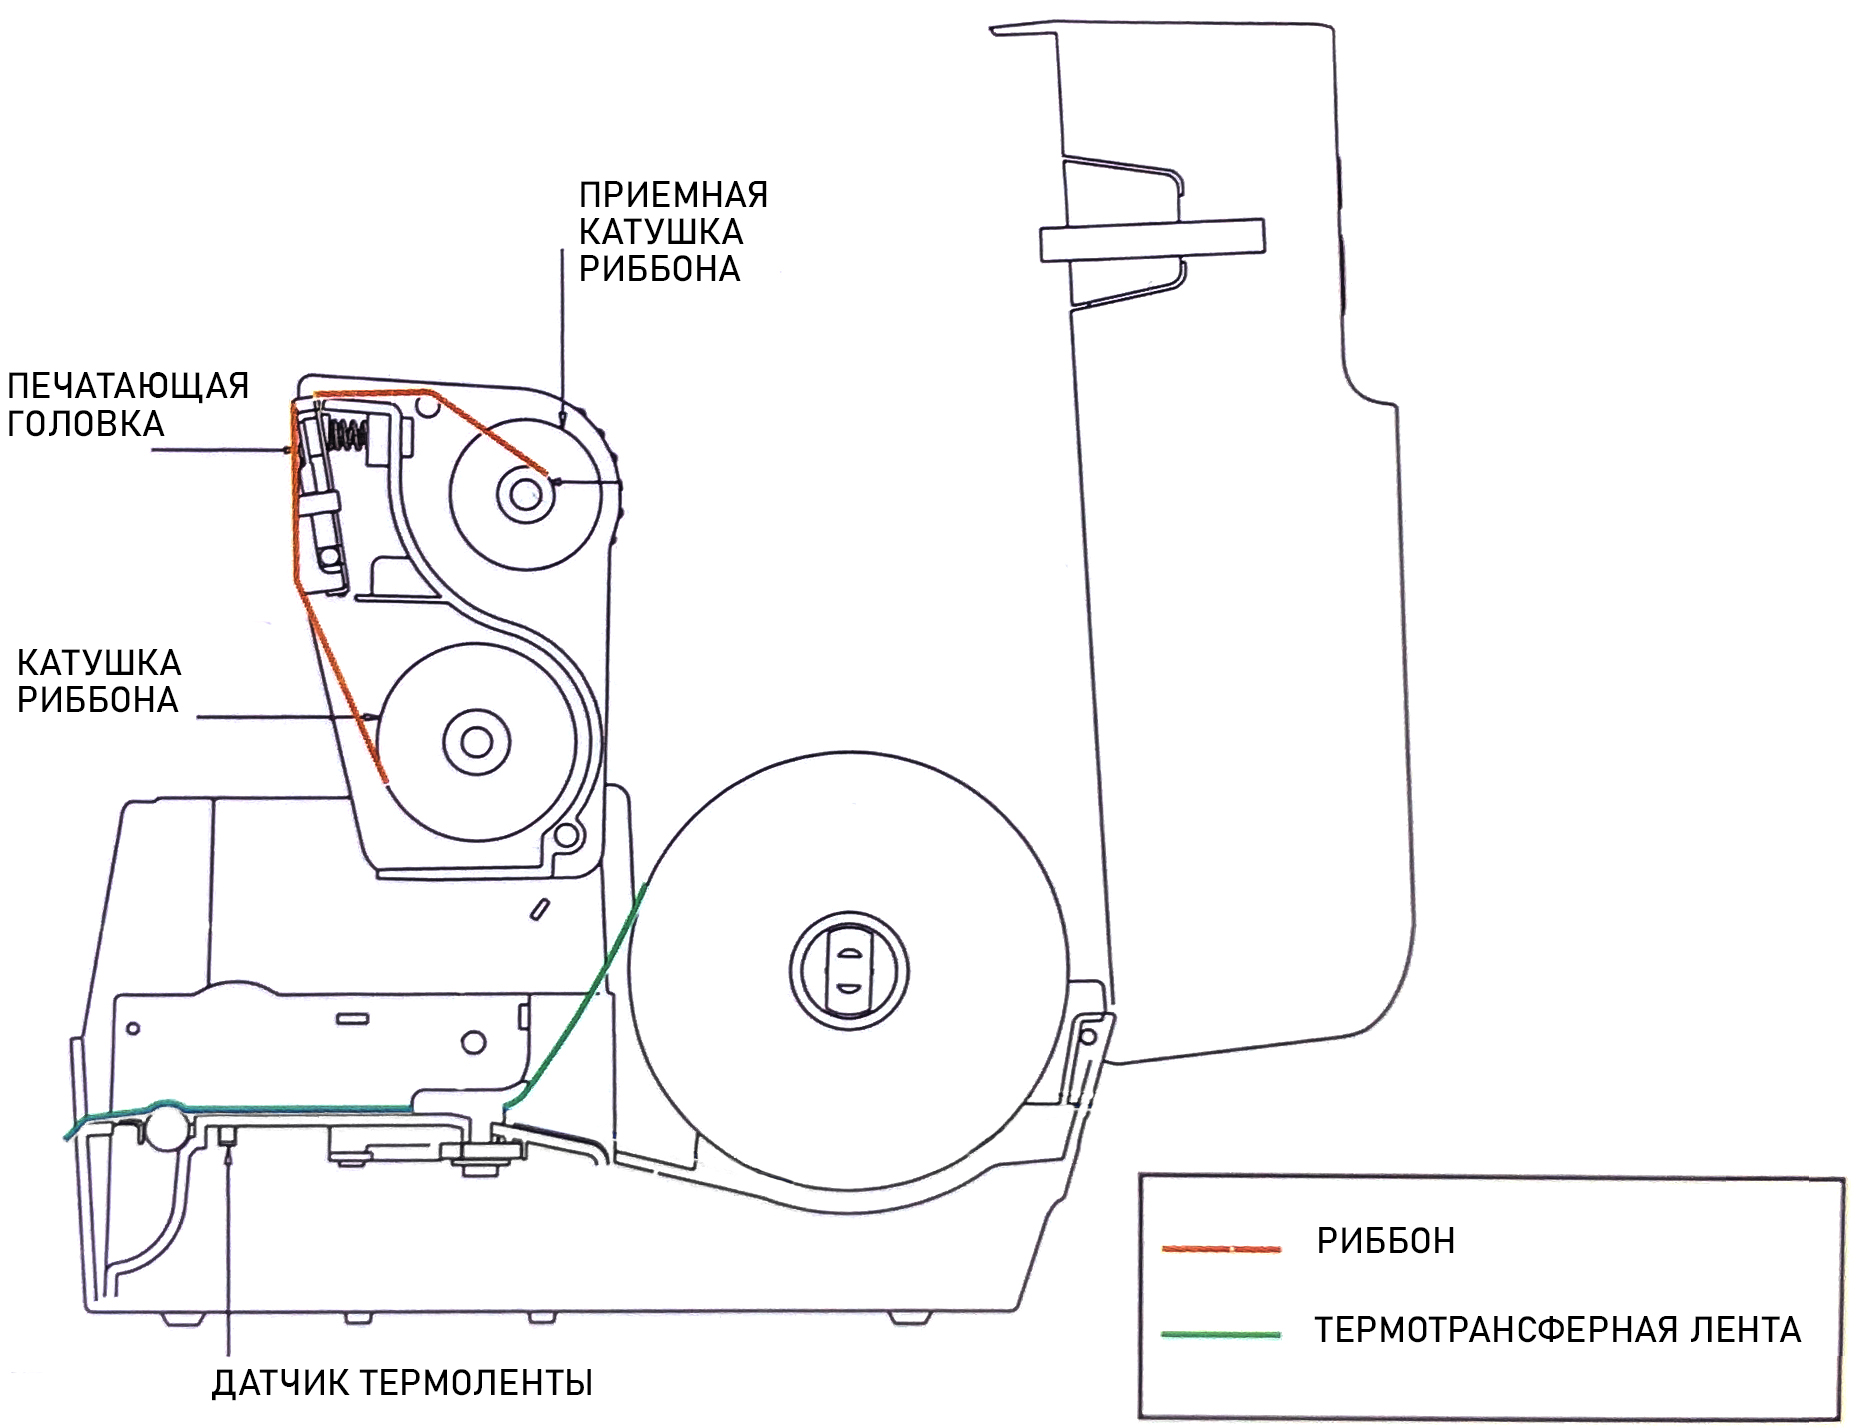 ПРИЕМНАЯ
КАТУШКА
РИББОНА
ПЕЧАТАЮЩАЯ
ГОЛОВКА
КАТУШКА
РИББОНА
РИББОН
ТЕРМОТРАНСФЕРНАЯ ЛЕНТА
ДАТЧИК ТЕРМОЛЕНТЫ